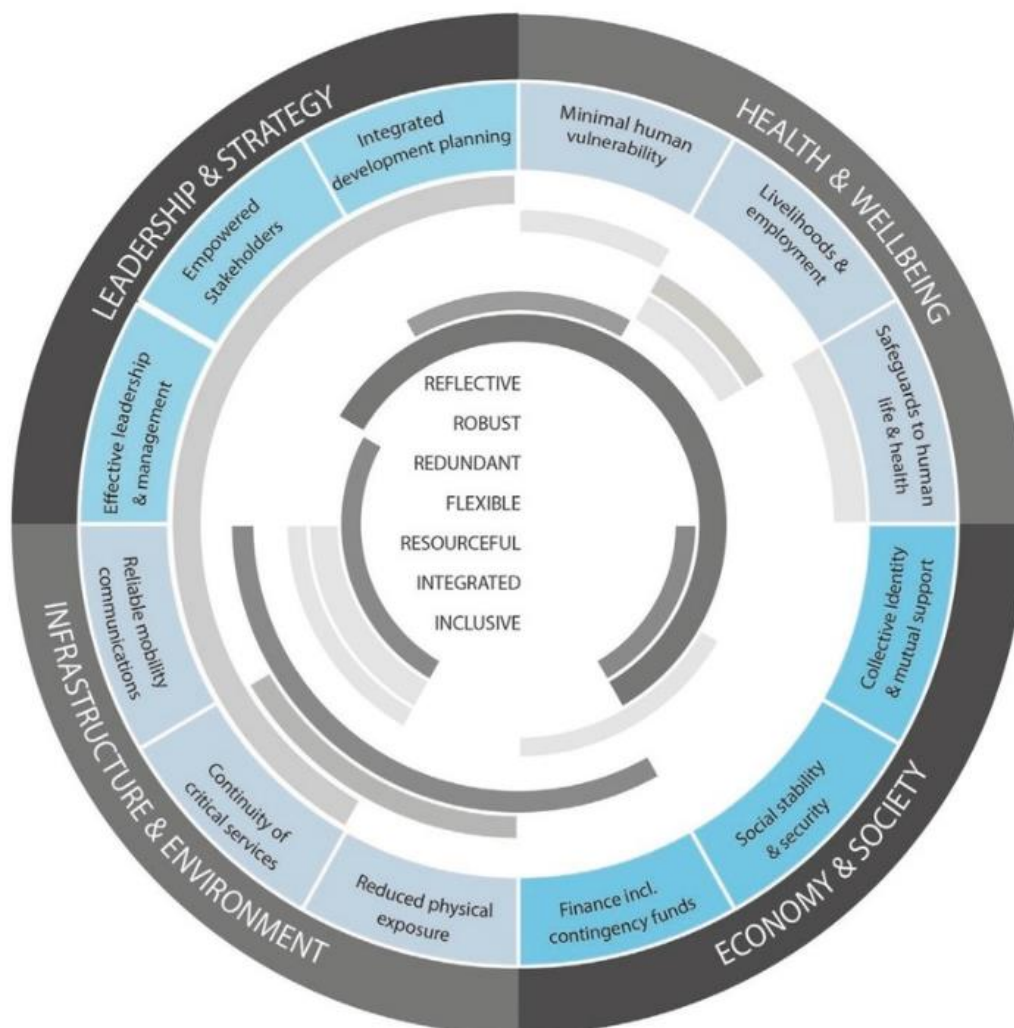 LEADERSHIP & STRATEGY
HEALTH & WELLBEING
ECONOMY & SOCIETY
INFRASTRUCTURE & ENVIRONMENT
Integrated
development planning
Minimal human
vulnerability
Livelihoods &
employment
Safeguards to human
life & health
Collective Identity
& mutual support
Social stability
& security
Finance incl.
contingency funds
Reduced physical
exposure
Continuity of
critical services
Reliable mobility
communications
Effective leadership
& management
Empowered
Stakeholders
REFLECTIVE
ROBUST
REDUNDANT
FLEXIBLE
RESOURCEFUL
INTEGRATED
INCLUSIVE